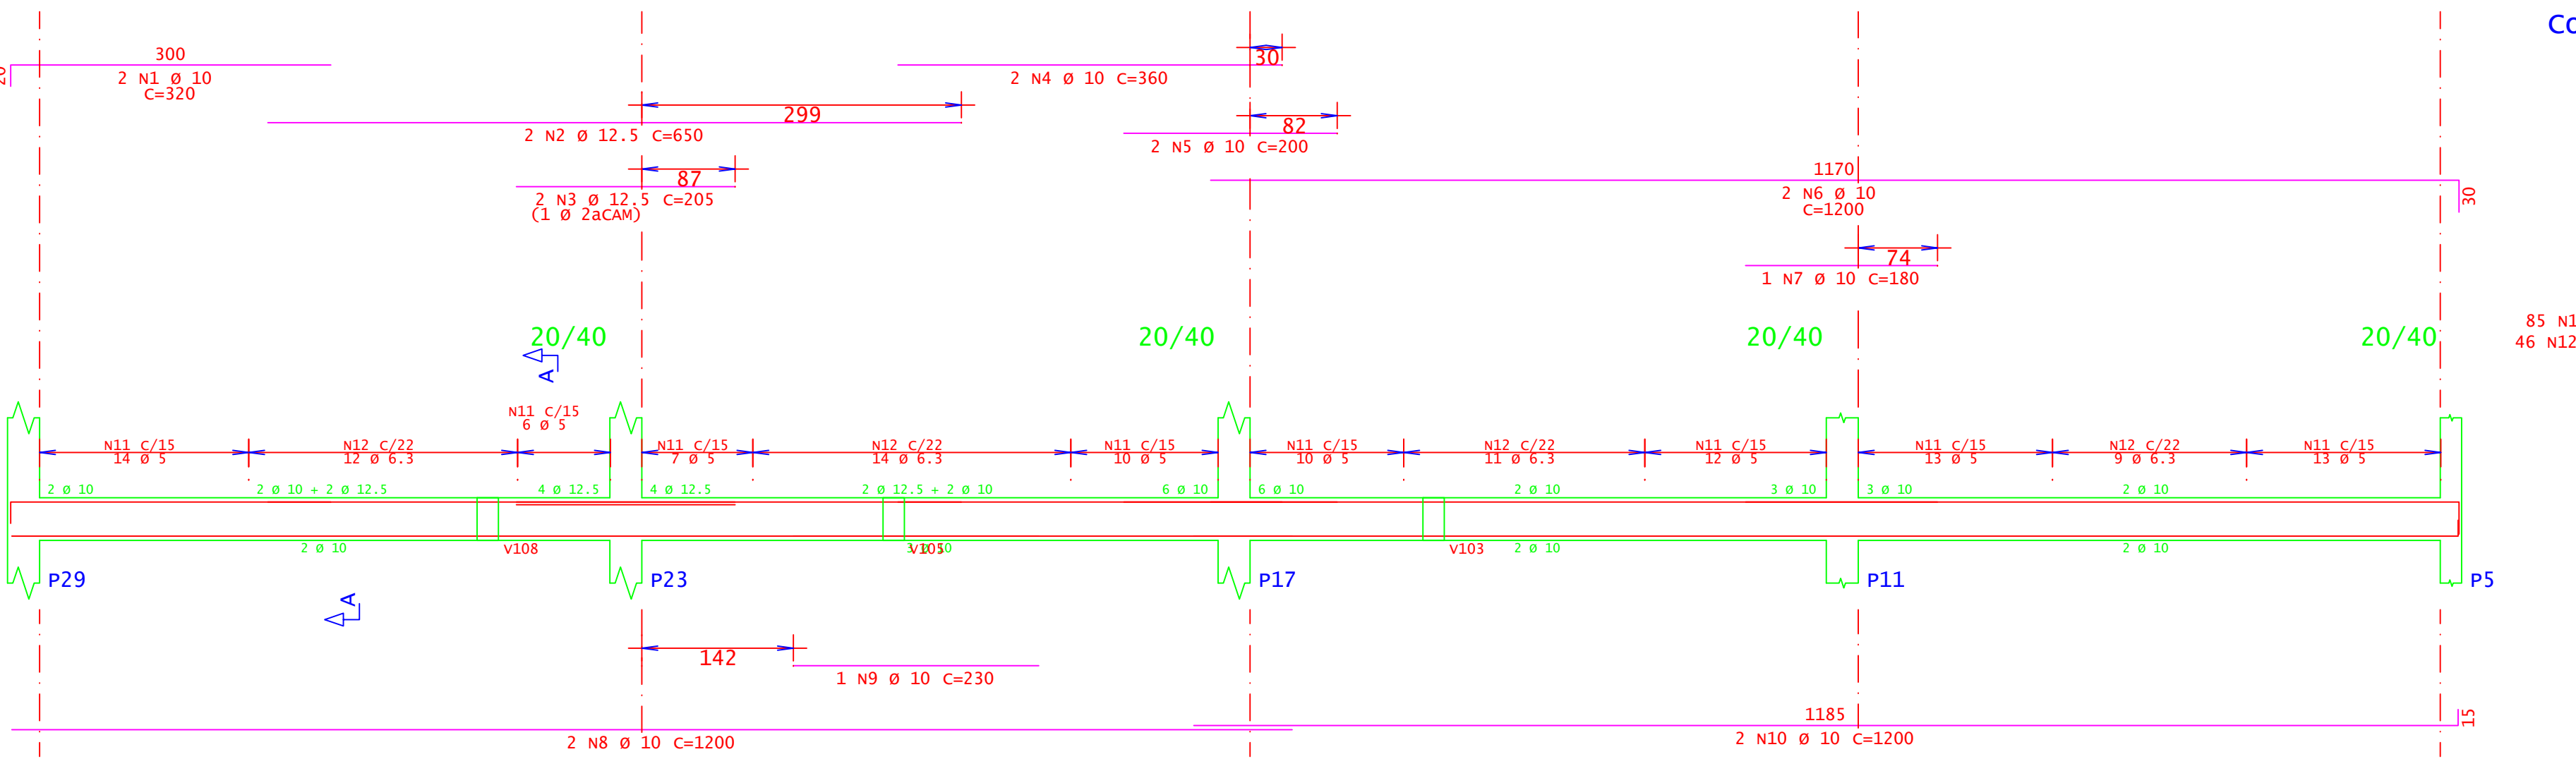 Co
300
20
2 N1 Ø 10
C=320
30
2 N4 Ø 10 C=360
299
2 N2 Ø 12.5 C=650
82
2 N5 Ø 10 C=200
87
2 N3 Ø 12.5 C=205
(1 Ø 2aCAM)
1170
2 N6 Ø 10
C=1200
30
74
1 N7 Ø 10 C=180
20/40
20/40
20/40
20/40
85 N1
46 N12
A
N11 C/15
6 Ø 5
N11 C/15
14 Ø 5
N12 C/22
12 Ø 6.3
N11 C/15
7 Ø 5
N12 C/22
14 Ø 6.3
N11 C/15
10 Ø 5
N11 C/15
10 Ø 5
N12 C/22
11 Ø 6.3
N11 C/15
12 Ø 5
N11 C/15
13 Ø 5
N12 C/22
9 Ø 6.3
N11 C/15
13 Ø 5
2 Ø 10
2 Ø 10 + 2 Ø 12.5
4 Ø 12.5
4 Ø 12.5
2 Ø 12.5 + 2 Ø 10
6 Ø 10
6 Ø 10
2 Ø 10
3 Ø 10
3 Ø 10
2 Ø 10
2 Ø 10
V108
3 Ø 10
V105
V103
2 Ø 10
2 Ø 10
P29
P23
P17
P11
P5
A
142
1 N9 Ø 10 C=230
1185
15
2 N8 Ø 10 C=1200
2 N10 Ø 10 C=1200